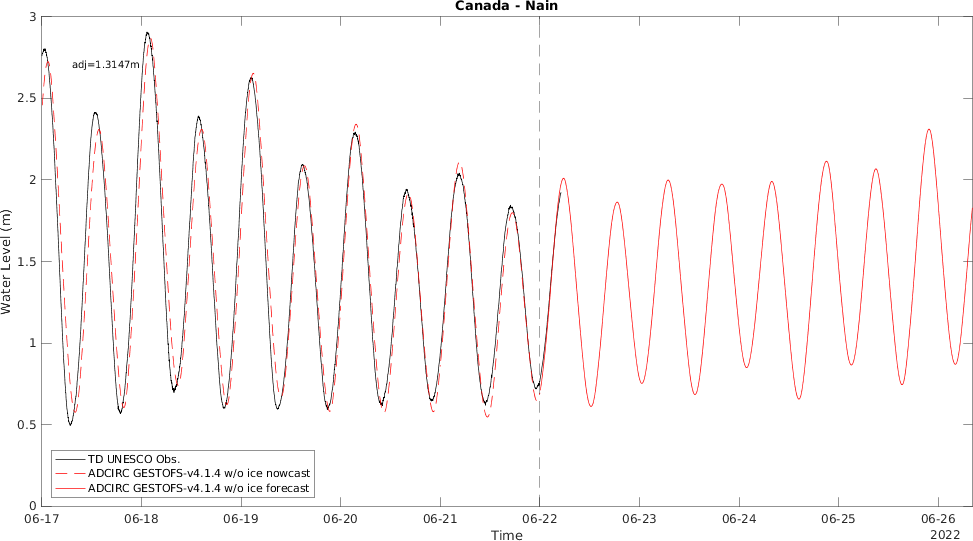 Canada - Nain
3
adj=1.3147m
2.5
2
1.5
1
0.5
0
Water Level (m)
TD UNESCO Obs.
ADCIRC GESTOFS-v4.1.4 w/o ice nowcast
ADCIRC GESTOFS-v4.1.4 w/o ice forecast
06-17 06-18 06-19 06-20 06-21 06-22 06-23 06-24 06-25 06-26
Time
2022